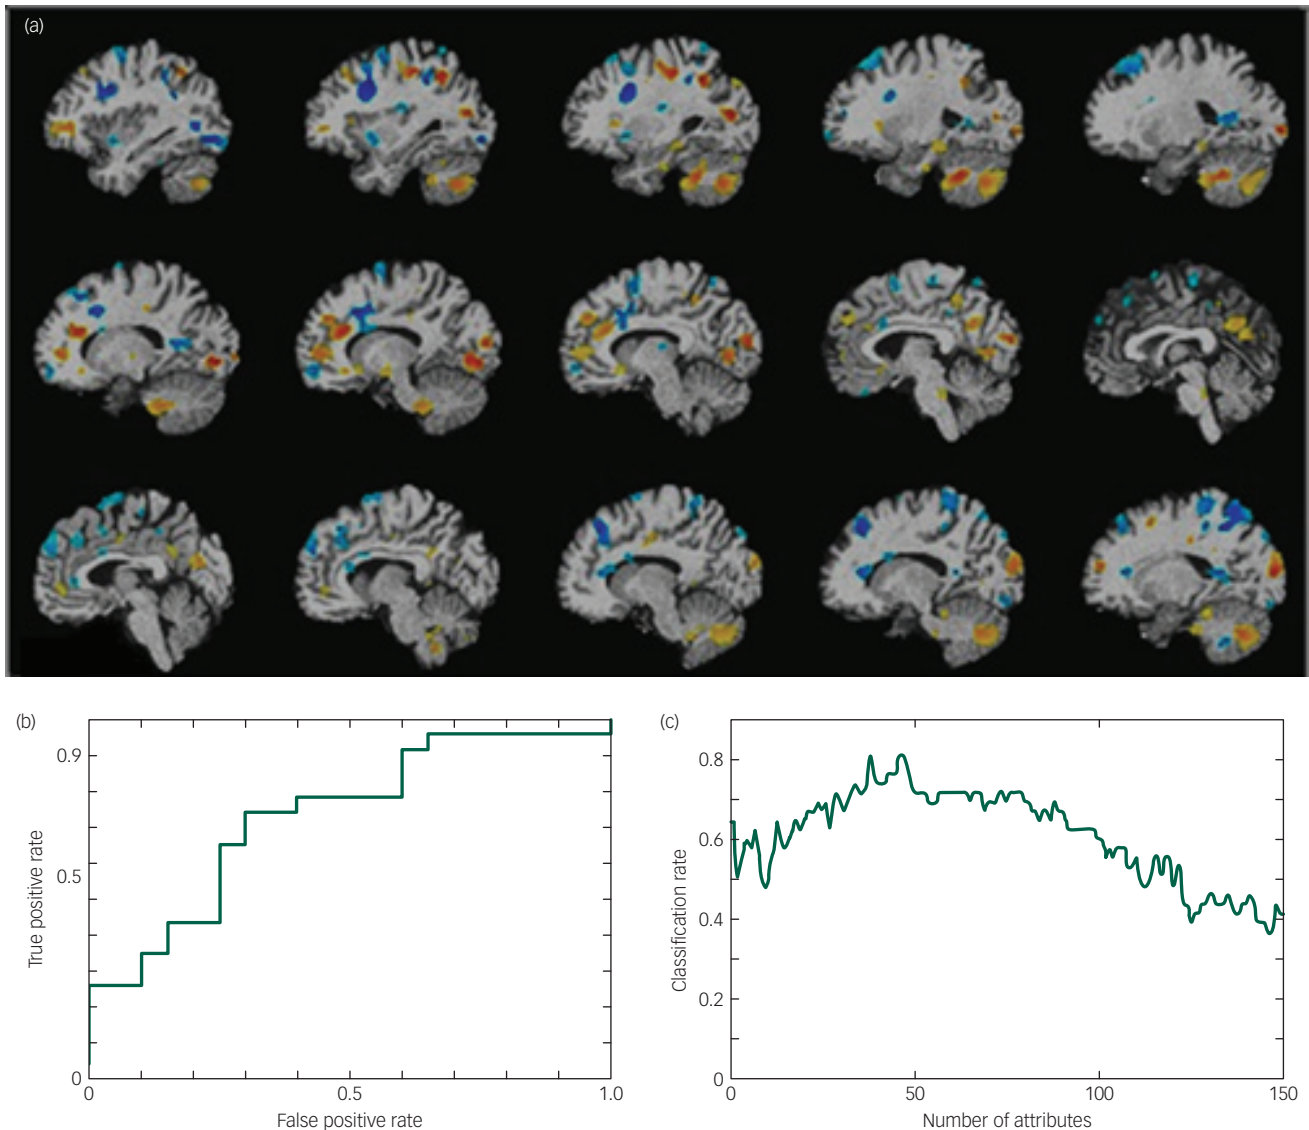 (a)
(b)
0.9
0.5
0
True positive rate
0
0.5
1.0
False positive rate
(c)
0.8
0.6
0.4
0.2
0
Classification rate
0
50
100
150
Number of attributes